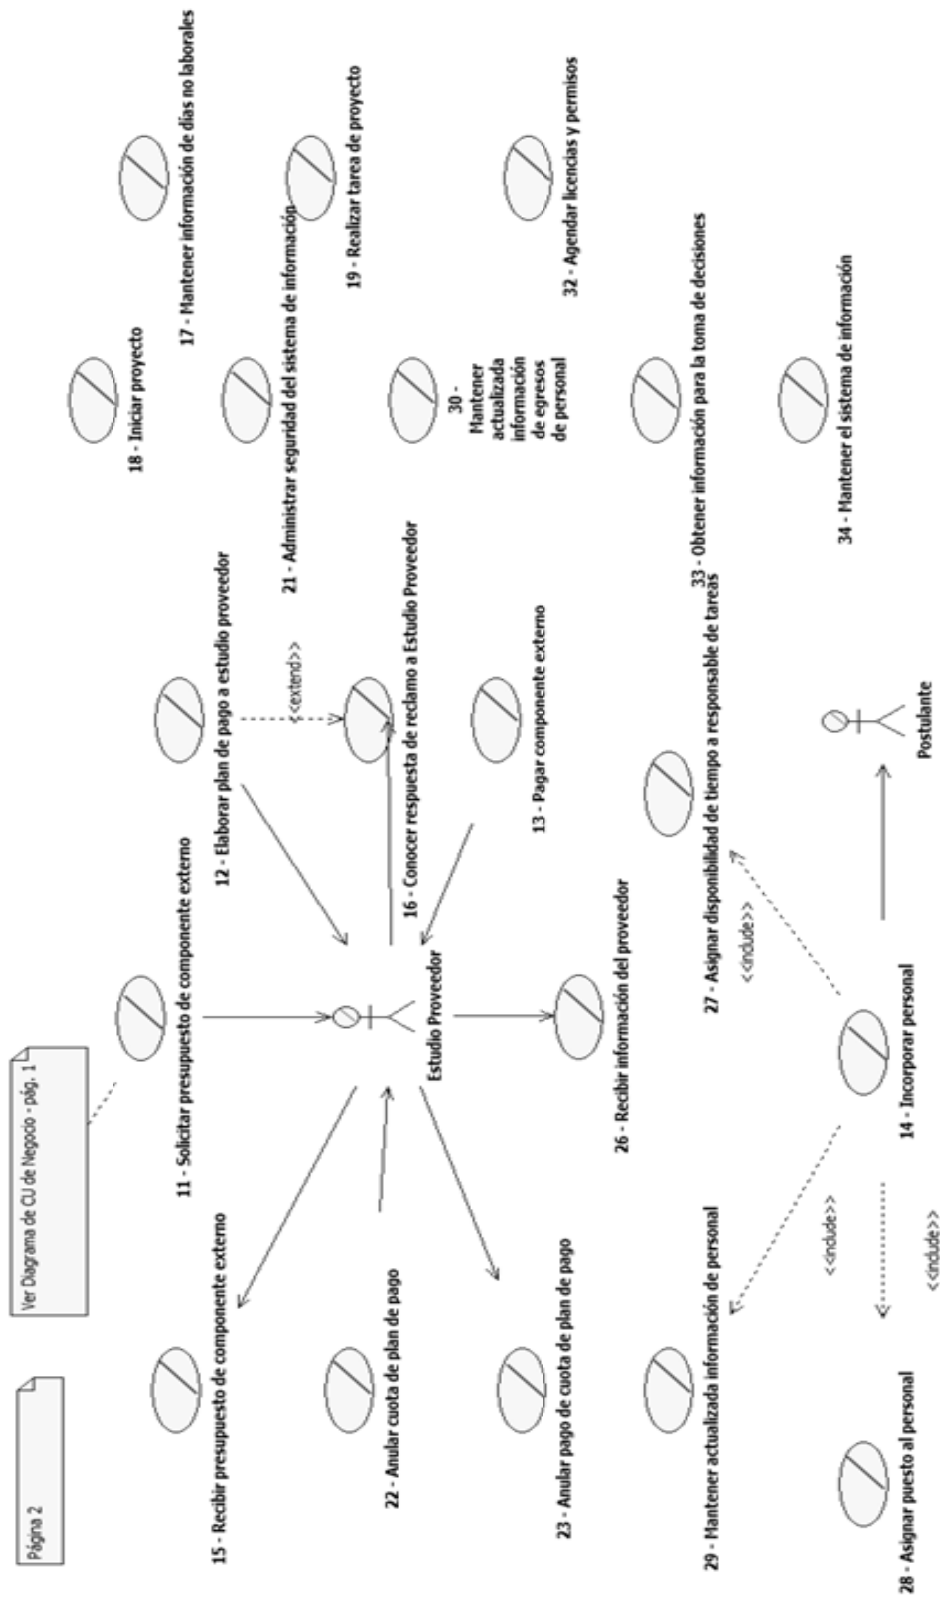 Página 2
Ver Diagrama de CU de Negocio - pág. 1
15 - Recibir presupuesto de componente externo
11 - Solicitar presupuesto de componente externo
12 - Elaborar plan de pago a estudio proveedor
18 - Iniciar proyecto
17 - Mantener información de días no laborales
<<extend>>
21 - Administrar seguridad del sistema de información
19 - Realizar tarea de proyecto
22 - Anular cuota de plan de pago
Estudio Proveedor
16 - Conocer respuesta de reclamo a Estudio Proveedor
30 -
Mantener
actualizada
información
de egresos
de personal
23 - Anular pago de cuota de plan de pago
26 - Recibir información del proveedor
13 - Pagar componente externo
32 - Agendar licencias y permisos
29 - Mantener actualizada información de personal
27 - Asignar disponibilidad de tiempo a responsable de tareas
33 - Obtener información para la toma de decisiones
<<include>>
<<include>>
34 - Mantener el sistema de información
28 - Asignar puesto al personal
<<include>>
14 - Incorporar personal
Postulante